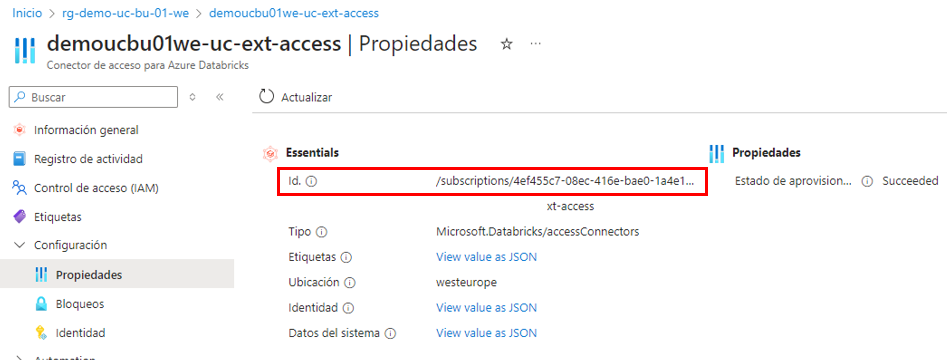 Inicio > rg-demo-uc-bu-01-we > demoucbu01we-uc-ext-access
demoucbu01we-uc-ext-access | Propiedades
Conector de acceso para Azure Databricks
Buscar
Actualizar
Información general
Registro de actividad
Control de acceso (IAM)
Etiquetas
Configuración
Propiedades
Bloqueos
Identidad
Automation
Essentials
Id. /subscriptions/4ef455c7-08ec-416e-bae0-1a4e1...
xt-access
Tipo Microsoft.Databricks/accessConnectors
Etiquetas View value as JSON
Ubicación westeurope
Identidad View value as JSON
Datos del sistema View value as JSON
Propiedades
Estado de aprovision... Succeeded